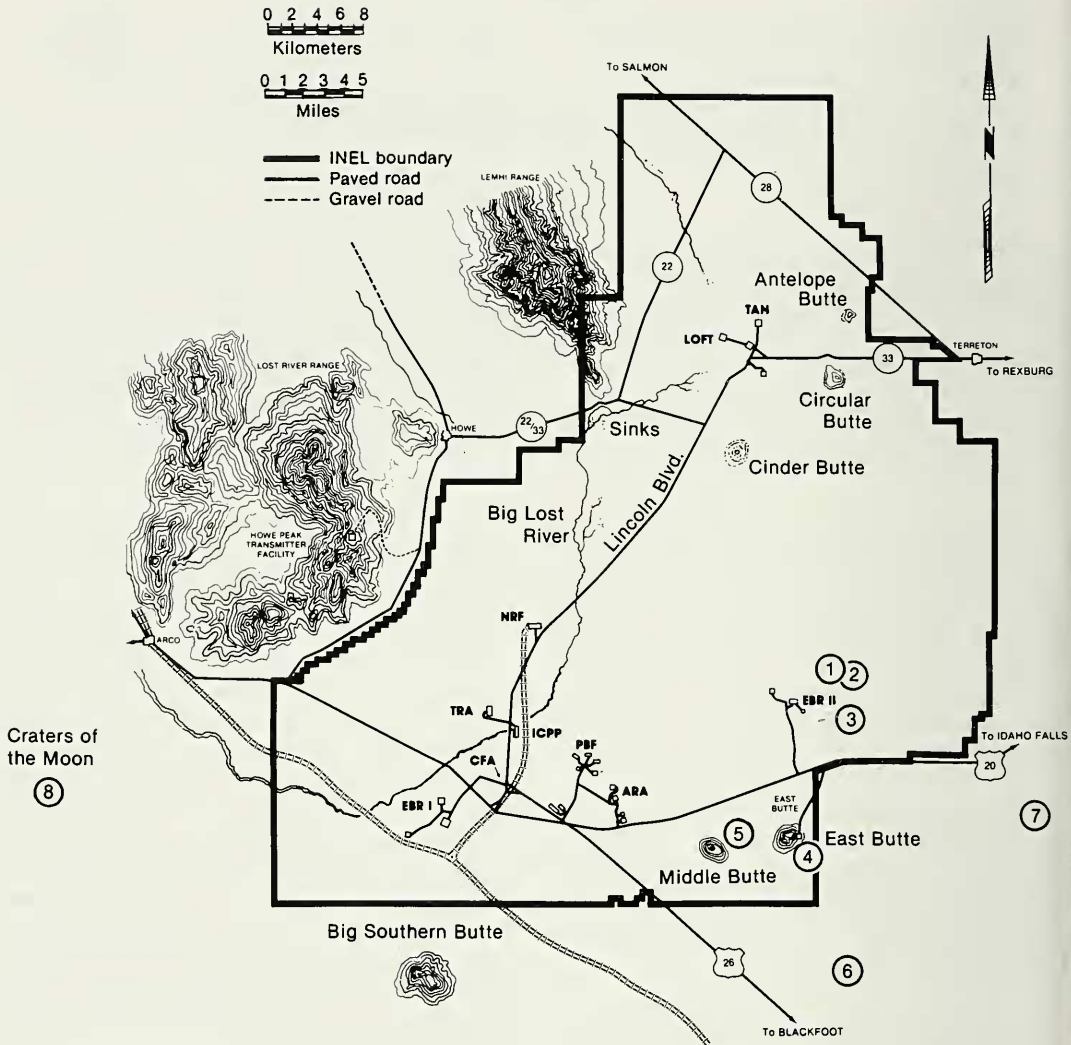 0 2 4 6 8
Kilometers
0 1 2 3 4 5
Miles
INEL boundary
Paved road
Gravel road
To SALMON
N
LEMHI RANGE
28
22
Antelope
Butte
TAN
LOFT
33
TERRETON
To REXBURG
LOST RIVER RANGE
HOWE
22/33
Sinks
Circular
Butte
Cinder Butte
Lincoln Blvd.
Big Lost
River
HOWE PEAK
TRANSMITTER
FACILITY
NRF
ARCO
1
2
EBR II
3
TRA
ICPP
To IDAHO FALLS
20
Craters of
the Moon
8
CFA
PBF
ARA
EBR I
EAST
BUTTE
7
5
East Butte
4
Middle Butte
Big Southern Butte
26
6
To BLACKFOOT